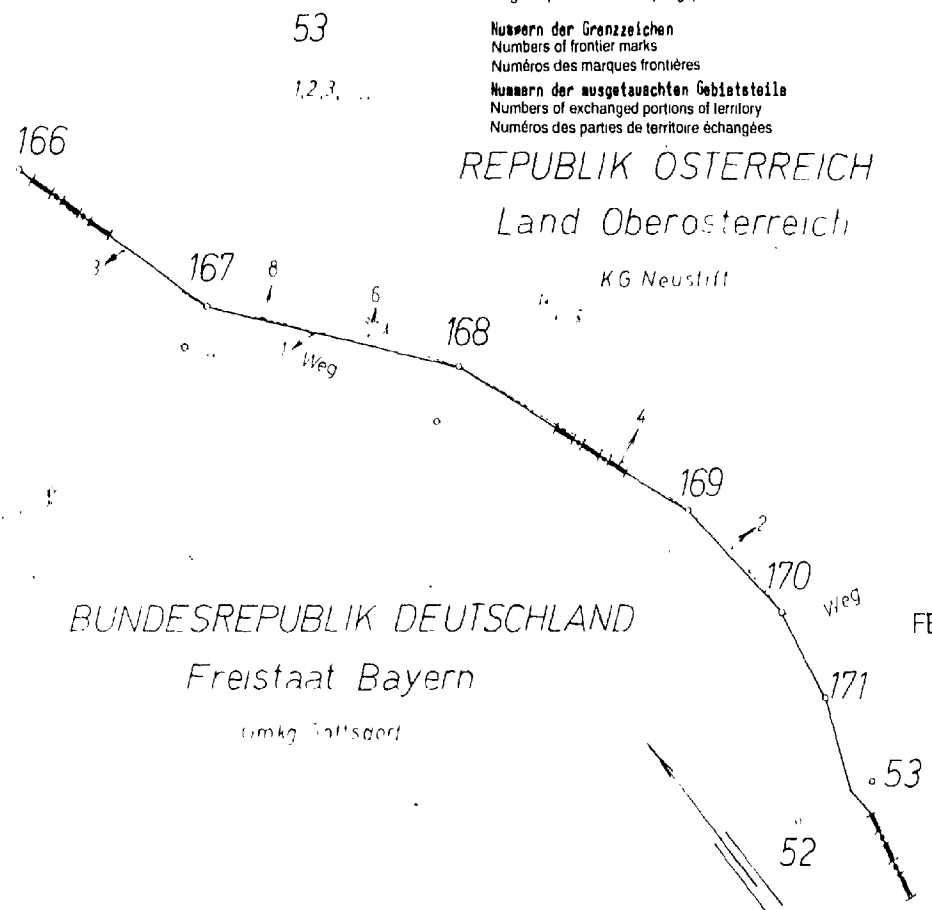 53
Nummern der Grenzzeichen
Numbers of frontier marks
Numéros des marques frontières
1,2,3, ...
Nummern der ausgetauschten Gebietsteile
Numbers of exchanged portions of territory
Numéros des parties de territoire échangées
166
REPUBLIK ÖSTERREICH
Land Oberosterreich
KG Neustift
3
167
8
6
1
Weg
168
4
169
2
170
Weg
BUNDESREPUBLIK DEUTSCHLAND
Freistaat Bayern
Gmkg
171
53
52